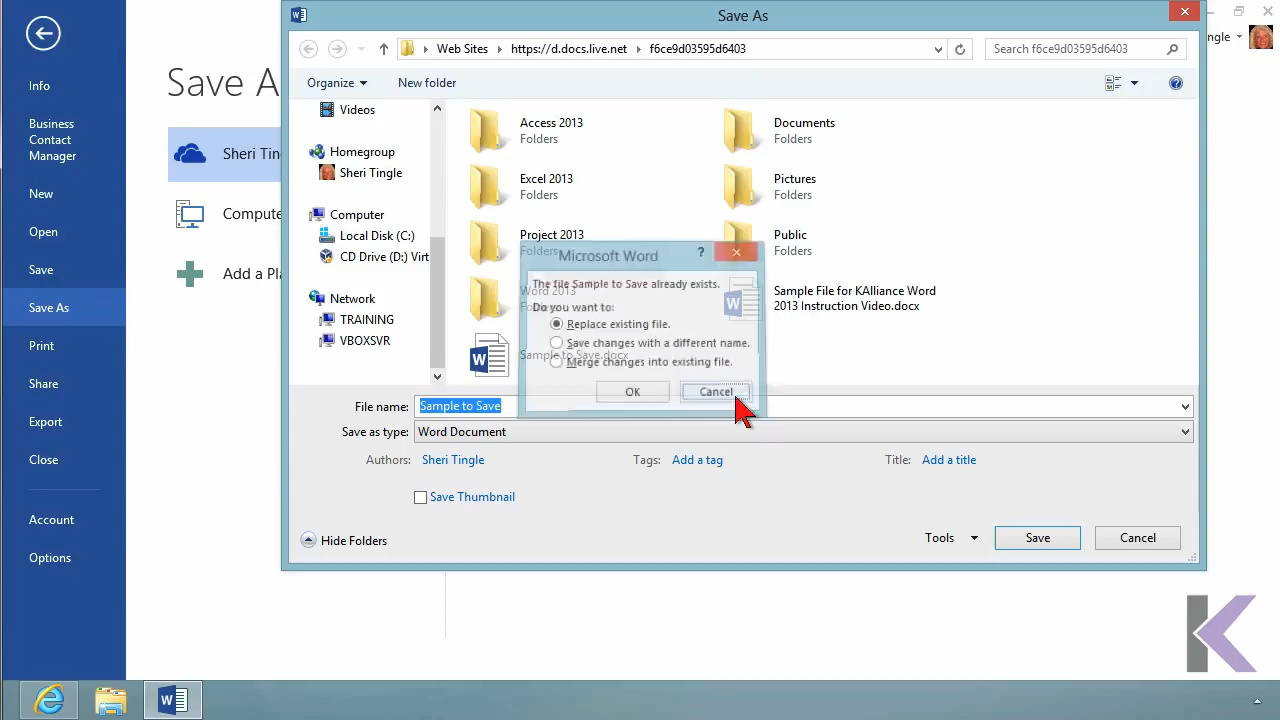 Save As
ngle
Web Sites
https://d.docs.live.net
f6ce9d03595d6403
Search f6ce9d03595d6403
Organize
New folder
Info
Business
Contact
Manager
New
Open
Save
Save As
Print
Share
Export
Close
Account
Options
Save A
Sheri Ting
Compute
Add a Pl
Videos
Homegroup
Sheri Tingle
Computer
Local Disk (C:)
CD Drive (D:) Virt
Network
TRAINING
VBOXSVR
Access 2013
Folders
Documents
Folders
Excel 2013
Folders
Pictures
Folders
Project 2013
Folders
Public
Folders
Word 2013
Sample File for KAlliance Word
2013 Instruction Video.docx
Sample to Save.docx
Microsoft Word
?
The file Sample to Save already exists.
Do you want to:
Replace existing file.
Save changes with a different name.
Merge changes into existing file.
OK
Cancel
File name:
Sample to Save
Save as type:
Word Document
Authors:
Sheri Tingle
Tags:
Add a tag
Title:
Add a title
Save Thumbnail
Hide Folders
Tools
Save
Cancel
K